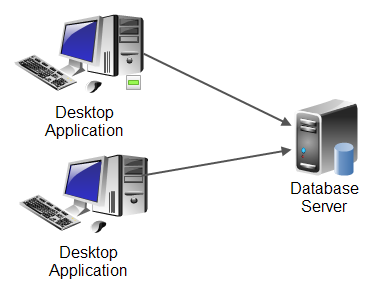 Desktop
Application
Database
Server
Desktop
Application